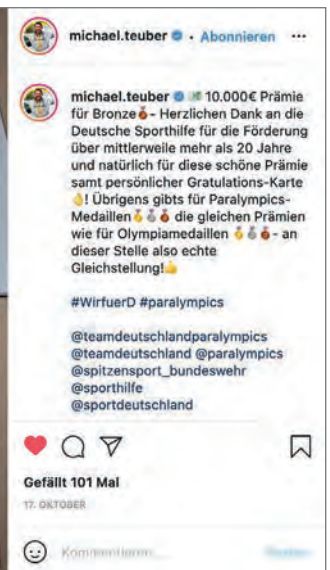 michael.teuber • Abonnieren ...
michael.teuber 10.000€ Prämie
für Bronze🥉- Herzlichen Dank an die
Deutsche Sporthilfe für die Förderung
über mittlerweile mehr als 20 Jahre
und natürlich für diese schöne Prämie
samt persönlicher Gratulations-Karte
👌! Übrigens gibts für Paralympics-
Medaillen🥇🥈🥉 die gleichen Prämien
wie für Olympiamedaillen 🥇🥈🥉- an
dieser Stelle also echte
Gleichstellung!👍
#WirfuerD #paralympics
@teamdeutschlandparalympics
@teamdeutschland @paralympics
@spitzensport_bundeswehr
@sporthilfe
@sportdeutschland
Gefällt 101 Mal
17. OKTOBER
Kommentieren...